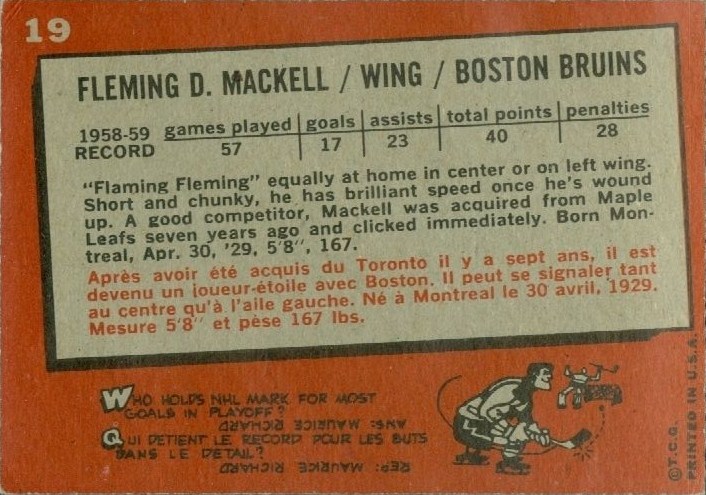 19
FLEMING D. MACKELL / WING / BOSTON BRUINS
1958-59 games played goals assists total points penalties
RECORD 57 17 23 40 28
"Flaming Fleming" equally at home in center or on left wing.
Short and chunky, he has brilliant speed once he's wound
up. A good competitor, Mackell was acquired from Maple
Leafs seven years ago and clicked immediately. Born Mon-
treal, Apr. 30, '29, 5'8", 167.
Après avoir été acquis du Toronto il y a sept ans, il est
devenu un joueur-étoile avec Boston. Il peut se signaler tant
au centre qu'à l'aile gauche. Né à Montreal le 30 avril, 1929.
Mesure 5'8" et pèse 167 lbs.
WHO HOLDS NHL MARK FOR MOST
GOALS IN PLAYOFF?
ANS: MAURICE RICHARD
QUI DETIENT LE RECORD POUR LES BUTS
DANS LE DETAIL?
REP: MAURICE RICHARD
©T.C.G. PRINTED IN U.S.A.